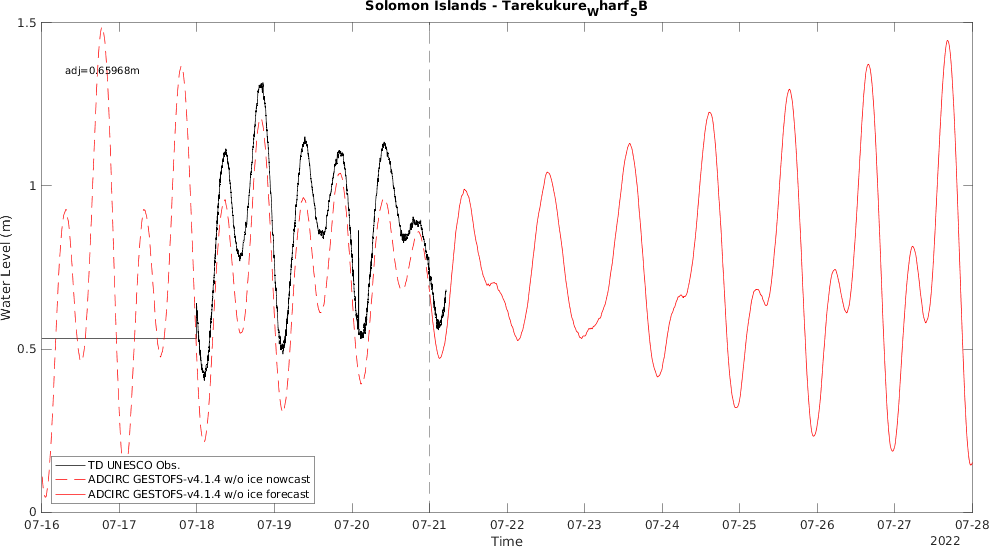 Solomon Islands - TarekukureWharfSB
1.5
adj=0.65968m
1
Water Level (m)
0.5
TD UNESCO Obs.
ADCIRC GESTOFS-v4.1.4 w/o ice nowcast
ADCIRC GESTOFS-v4.1.4 w/o ice forecast
0
07-16 07-17 07-18 07-19 07-20 07-21 07-22 07-23 07-24 07-25 07-26 07-27 07-28
Time
2022